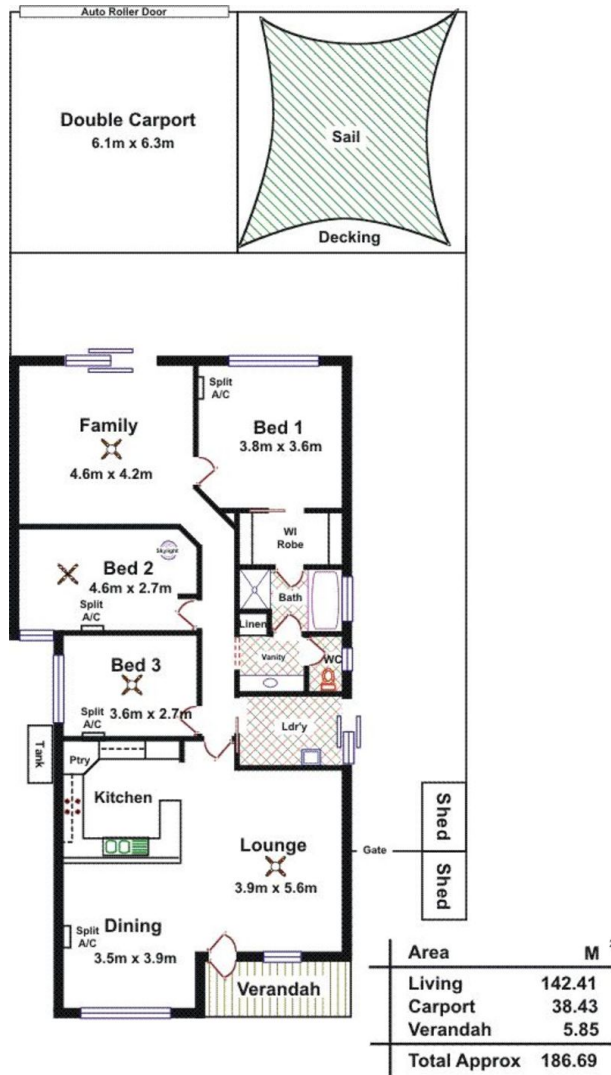 Auto Roller Door
Double Carport
6.1m x 6.3m
Sail
Decking
Split
A/C
Family
4.6m x 4.2m
Bed 1
3.8m x 3.6m
WI
Robe
Bed 2
4.6m x 2.7m
Skylight
Split
A/C
Bath
Linen
Vanity
WC
Bed 3
3.6m x 2.7m
Split
A/C
Ldr'y
Tank
Ptry
Kitchen
Lounge
3.9m x 5.6m
Gate
Shed
Shed
Split
A/C
Dining
3.5m x 3.9m
Verandah
Area M
Living 142.41
Carport 38.43
Verandah 5.85
Total Approx 186.69